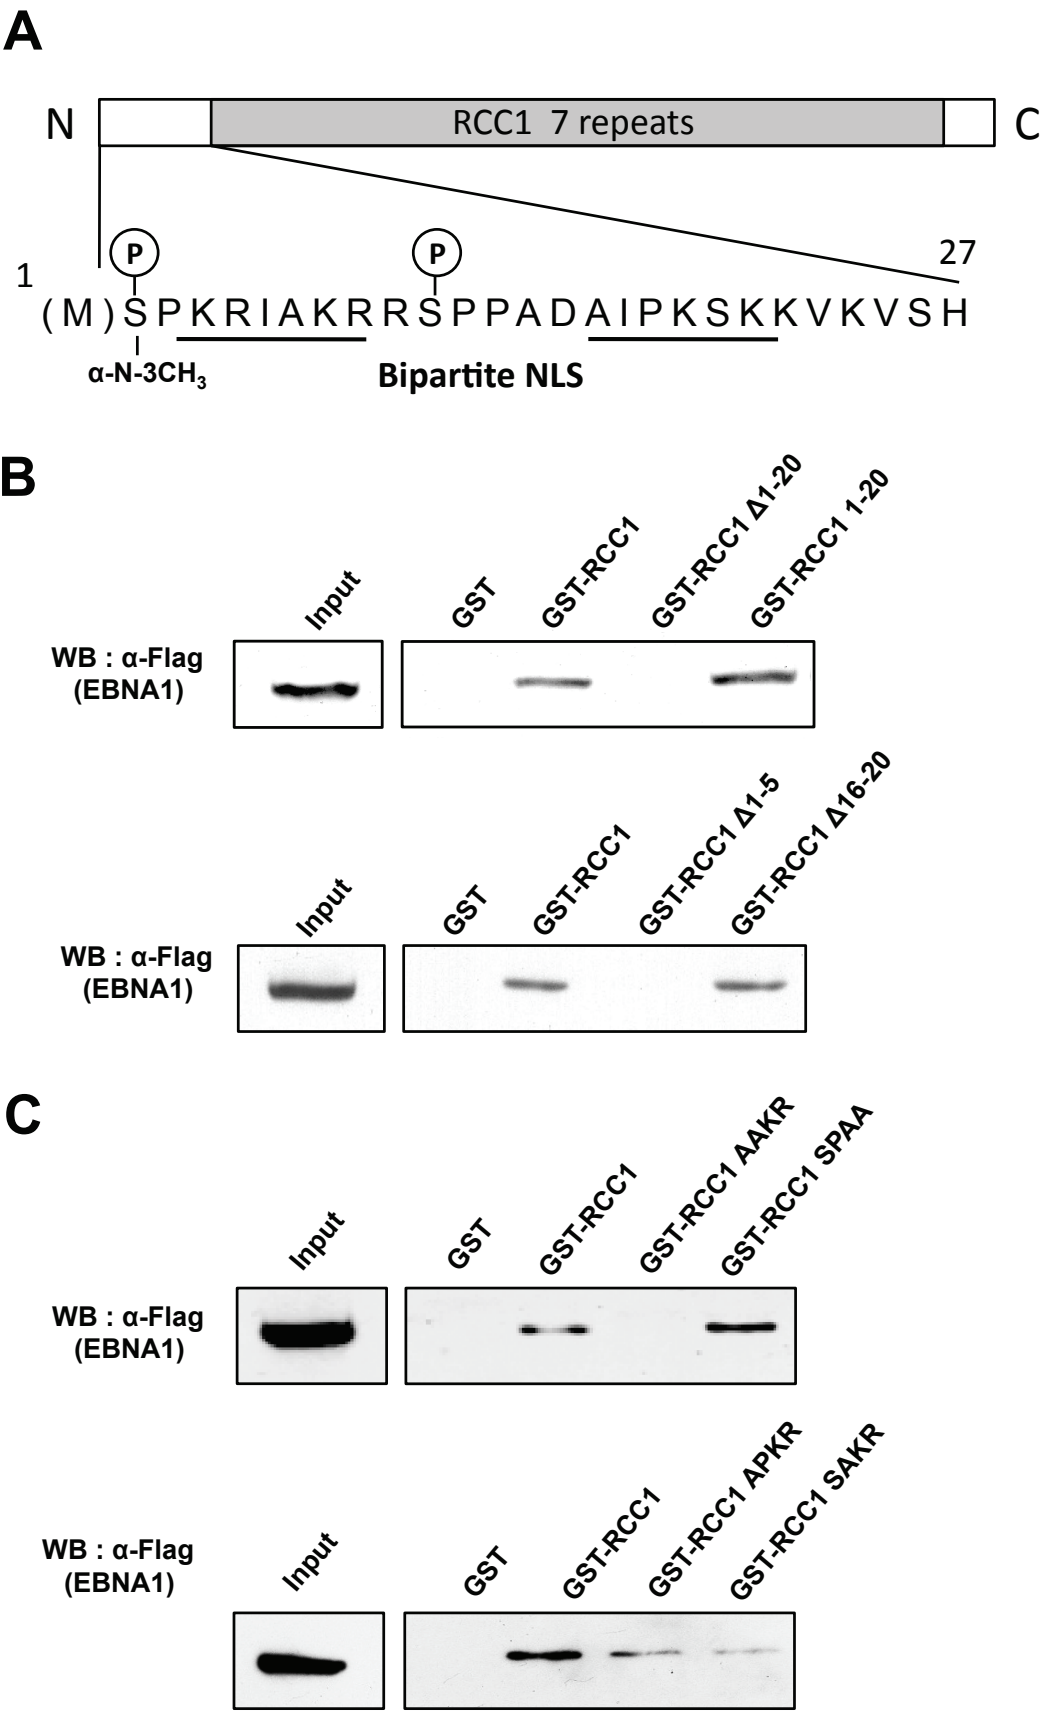 A
N RCC1 7 repeats C
P P 27
1
(M)SPKRIAKRRSPPADAIPKSKKVKVSH
α-N-3CH₃ Bipartite NLS
B
Input GST GST-RCC1 GST-RCC1 Δ1-20 GST-RCC1 1-20
WB : α-Flag
(EBNA1)
Input GST GST-RCC1 GST-RCC1 Δ1-5 GST-RCC1 Δ16-20
WB : α-Flag
(EBNA1)
C
Input GST GST-RCC1 GST-RCC1 AAKR GST-RCC1 SPAA
WB : α-Flag
(EBNA1)
Input GST GST-RCC1 GST-RCC1 APKR GST-RCC1 SAKR
WB : α-Flag
(EBNA1)